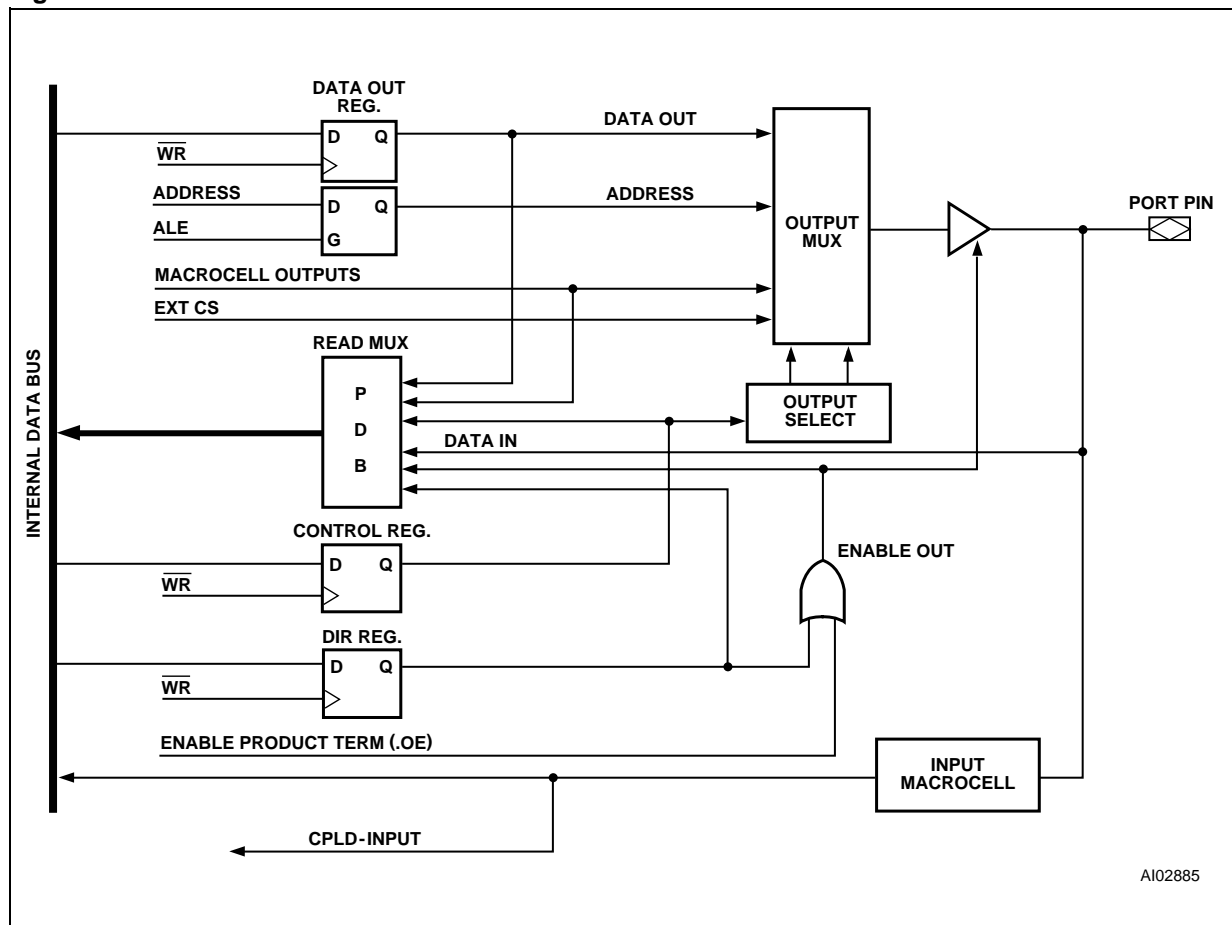 DATA OUT
REG.
D Q
WR
DATA OUT
ADDRESS
D Q
ADDRESS
ALE
G
OUTPUT
MUX
PORT PIN
MACROCELL OUTPUTS
EXT CS
READ MUX
P
D
B
OUTPUT
SELECT
DATA IN
INTERNAL DATA BUS
CONTROL REG.
D Q
WR
ENABLE OUT
DIR REG.
D Q
WR
ENABLE PRODUCT TERM (.OE)
INPUT
MACROCELL
CPLD-INPUT
AI02885